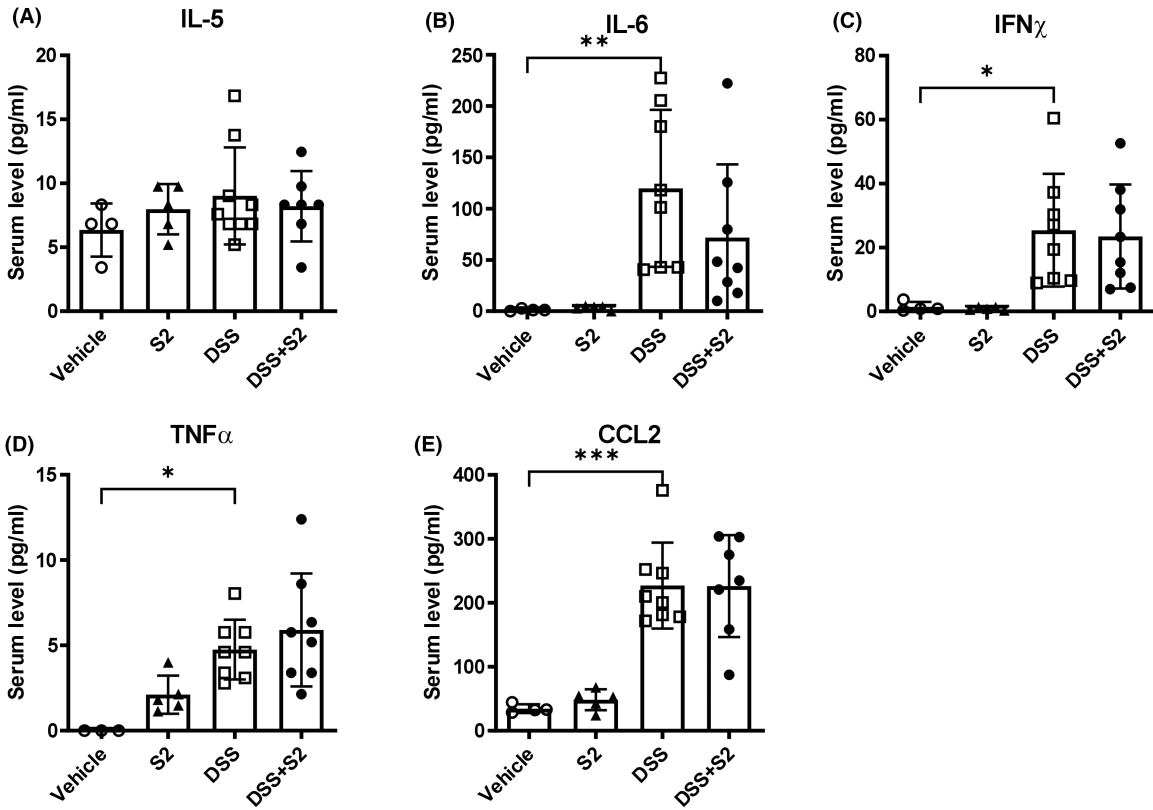 (A)
IL-5
Serum level (pg/ml)
20
15
10
5
0
Vehicle
S2
DSS
DSS+S2
(B)
IL-6
**
Serum level (pg/ml)
250
200
150
100
50
0
Vehicle
S2
DSS
DSS+S2
(C)
IFNχ
*
Serum level (pg/ml)
80
60
40
20
0
Vehicle
S2
DSS
DSS+S2
(D)
TNFα
*
Serum level (pg/ml)
15
10
5
0
Vehicle
S2
DSS
DSS+S2
(E)
CCL2
***
Serum level (pg/ml)
400
300
200
100
0
Vehicle
S2
DSS
DSS+S2